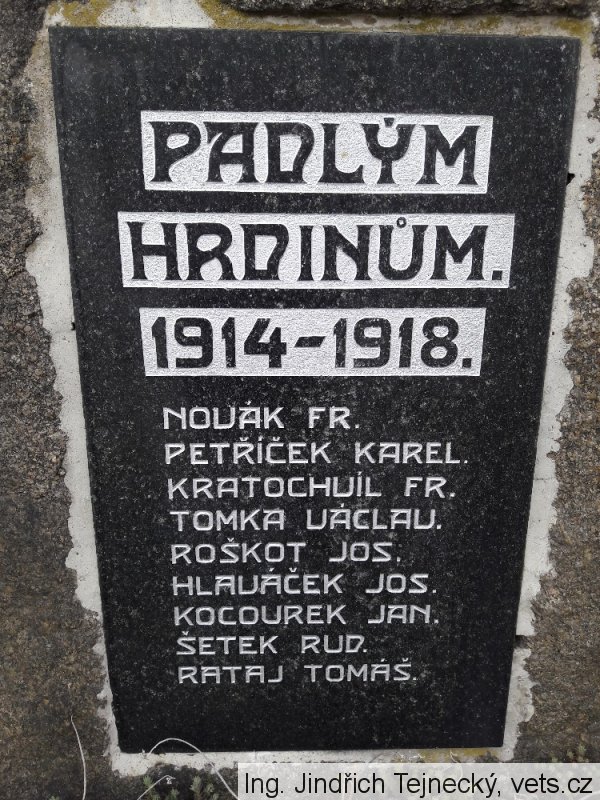 PADLÝM
HRDINŮM.
1914-1918.
NOVÁK FR.
PETŘÍČEK KAREL.
KRATOCHVÍL FR.
TOMKA VÁCLAV.
ROŠKOT JOS.
HLAVÁČEK JOS.
KOCOUREK JAN.
ŠETEK RUD.
RATAJ TOMÁŠ.
Ing. Jindřich Tejnecký, vets.cz